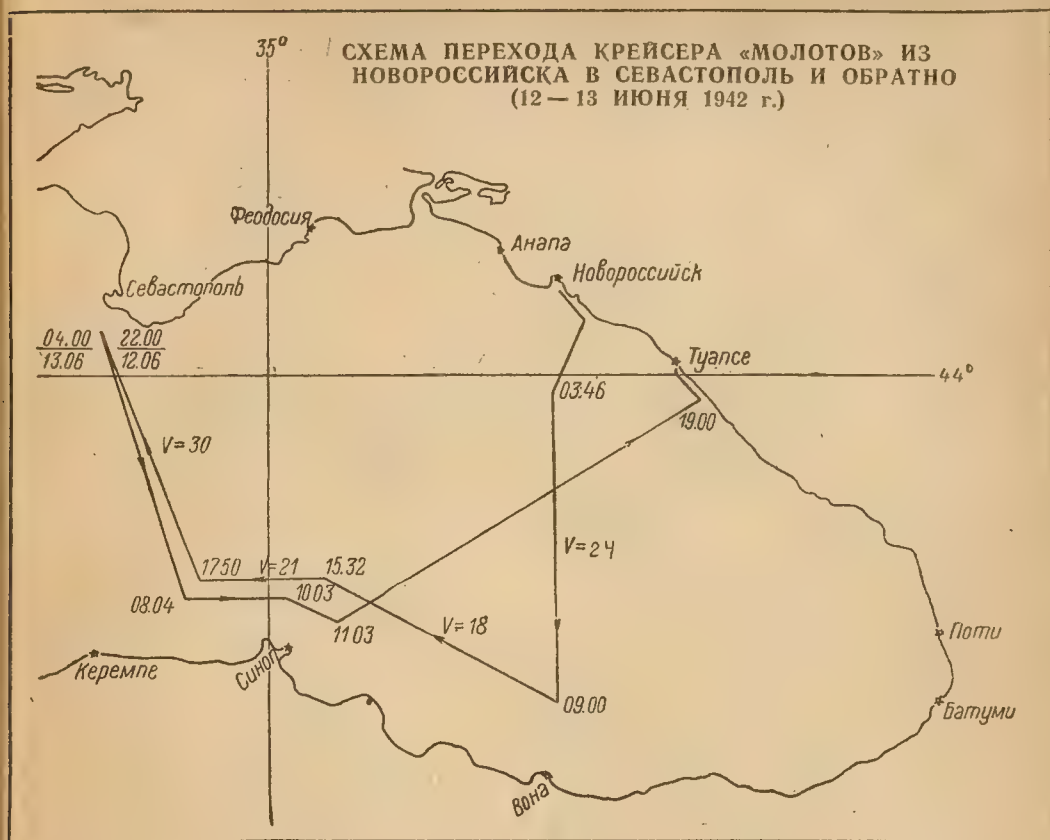 35°
СХЕМА ПЕРЕХОДА КРЕЙСЕРА «МОЛОТОВ» ИЗ
НОВОРОССИЙСКА В СЕВАСТОПОЛЬ И ОБРАТНО
(12 — 13 ИЮНЯ 1942 г.)
Феодосия
Анапа
Новороссийск
Севастополь
04.00
13.06
22.00
12.06
Туапсе
44°
03.46
19.00
V=30
V=24
17.50
V=21
15.32
08.04
10 03
11 03
V=18
Поти
Керемпе
Синоп
09.00
Батуми
Вона